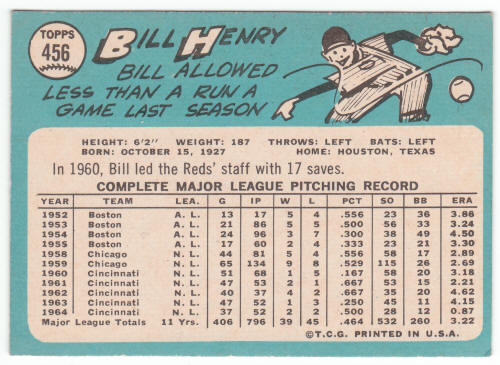 TOPPS
456
BILL HENRY
BILL ALLOWED
LESS THAN A RUN A
GAME LAST SEASON
HEIGHT: 6'2" WEIGHT: 187 THROWS: LEFT BATS: LEFT
BORN: OCTOBER 15, 1927 HOME: HOUSTON, TEXAS
In 1960, Bill led the Reds' staff with 17 saves.
COMPLETE MAJOR LEAGUE PITCHING RECORD
YEAR TEAM LEA. G IP W L PCT SO BB ERA
1952 Boston A. L. 13 17 5 4 .556 23 36 3.86
1953 Boston A. L. 21 86 5 5 .500 56 33 3.24
1954 Boston A. L. 24 96 3 7 .300 38 49 4.50
1955 Boston A. L. 17 60 2 4 .333 23 21 3.30
1958 Chicago N. L. 44 81 5 4 .556 58 17 2.89
1959 Chicago N. L. 65 134 9 8 .529 115 26 2.69
1960 Cincinnati N. L. 51 68 1 5 .167 58 20 3.18
1961 Cincinnati N. L. 47 53 2 1 .667 53 15 2.21
1962 Cincinnati N. L. 40 37 4 2 .667 35 20 4.62
1963 Cincinnati N. L. 47 52 1 3 .250 45 11 4.15
1964 Cincinnati N. L. 37 52 2 2 .500 28 12 0.87
Major League Totals 11 Yrs. 406 796 39 45 .464 532 260 3.22
©T.C.G. PRINTED IN U.S.A.